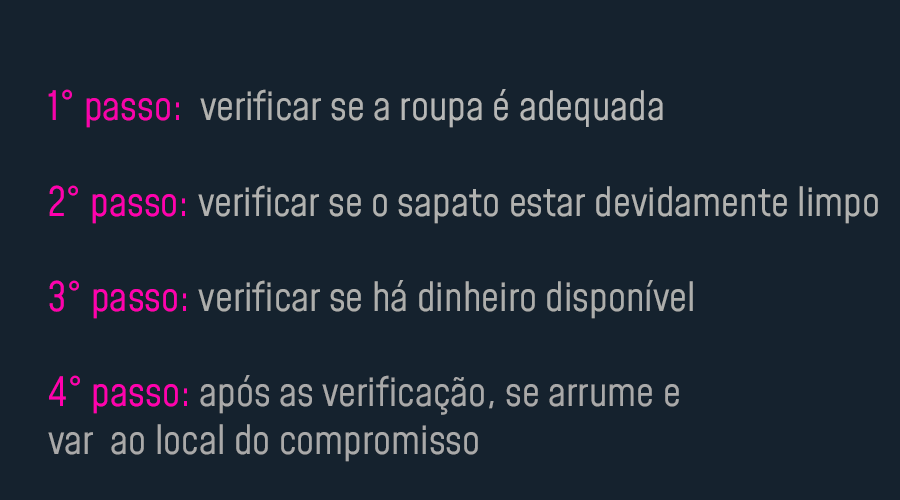 1° passo:  verificar se a roupa é adequada
2° passo: verificar se o sapato estar devidamente limpo
3° passo: verificar se há dinheiro disponível
4° passo: após as verificação, se arrume e
var  ao local do compromisso